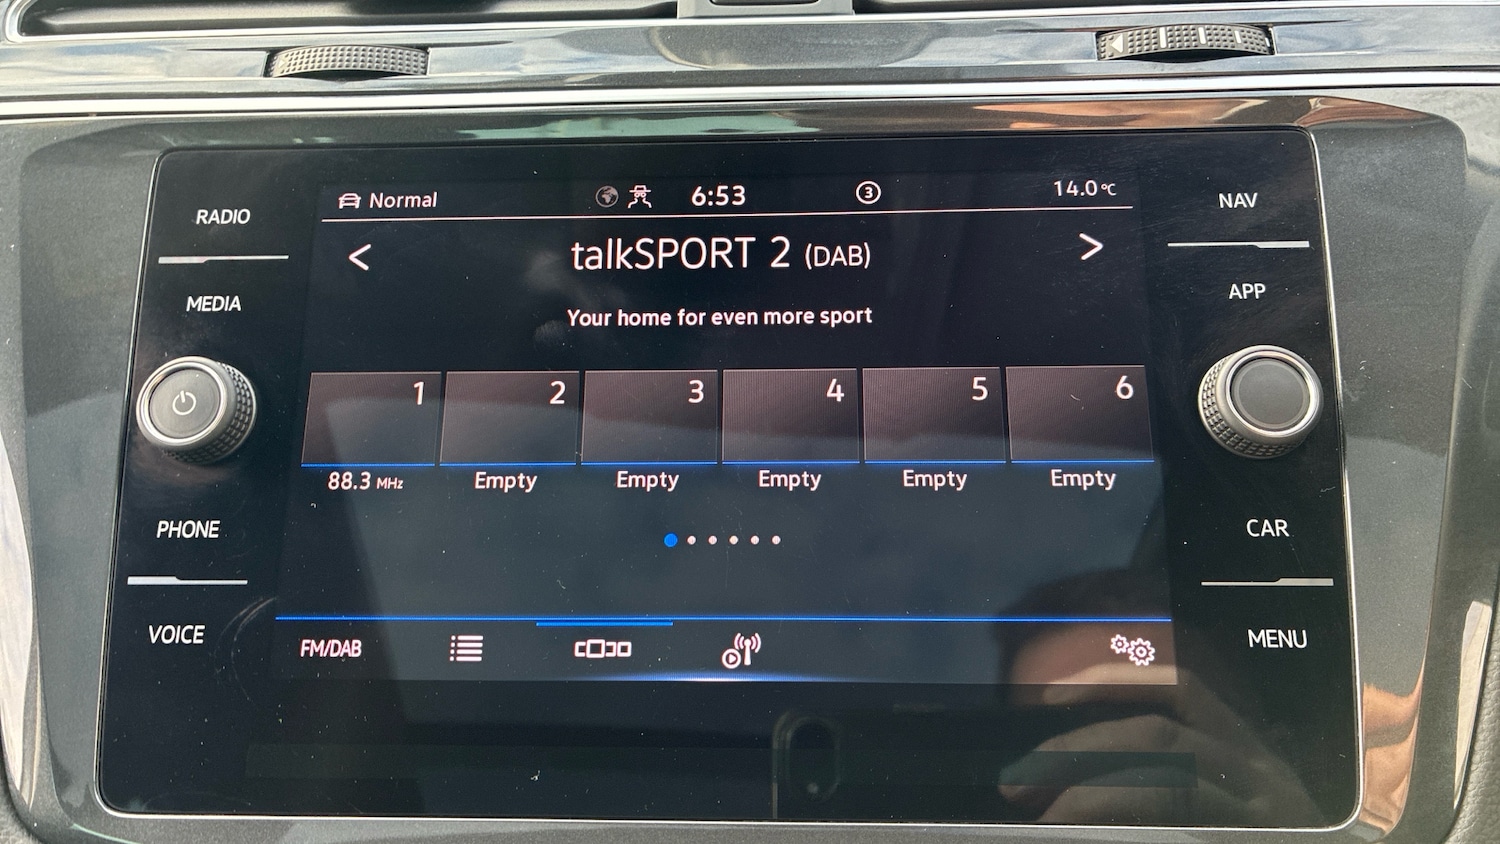 Normal
6:53
3
14.0°C
RADIO
MEDIA
PHONE
VOICE
talkSPORT 2 (DAB)
Your home for even more sport
1 2 3 4 5 6
88.3 MHz Empty Empty Empty Empty Empty
FM/DAB
NAV
APP
CAR
MENU